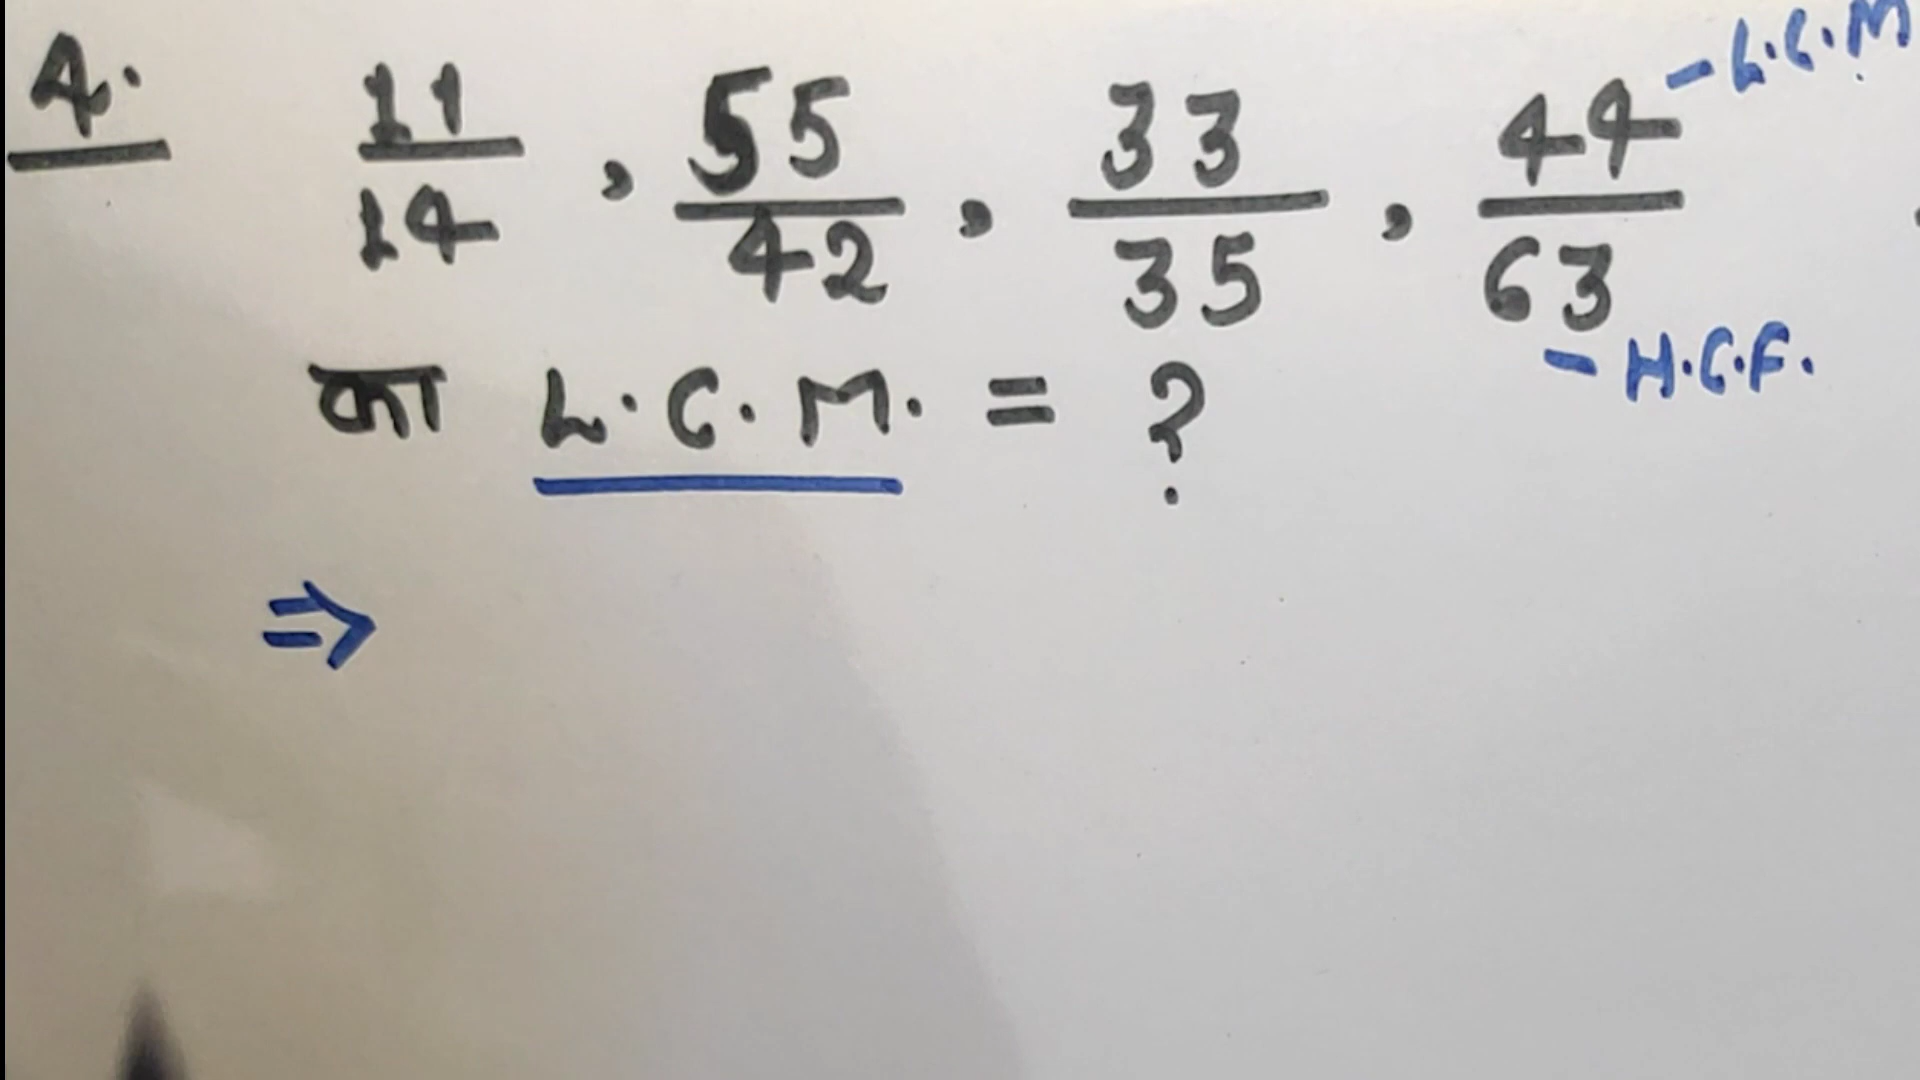 4. 11/14 , 55/42 , 33/35 , 44/63 - L.C.M
- H.C.F.
का L.C.M. = ?
⇒